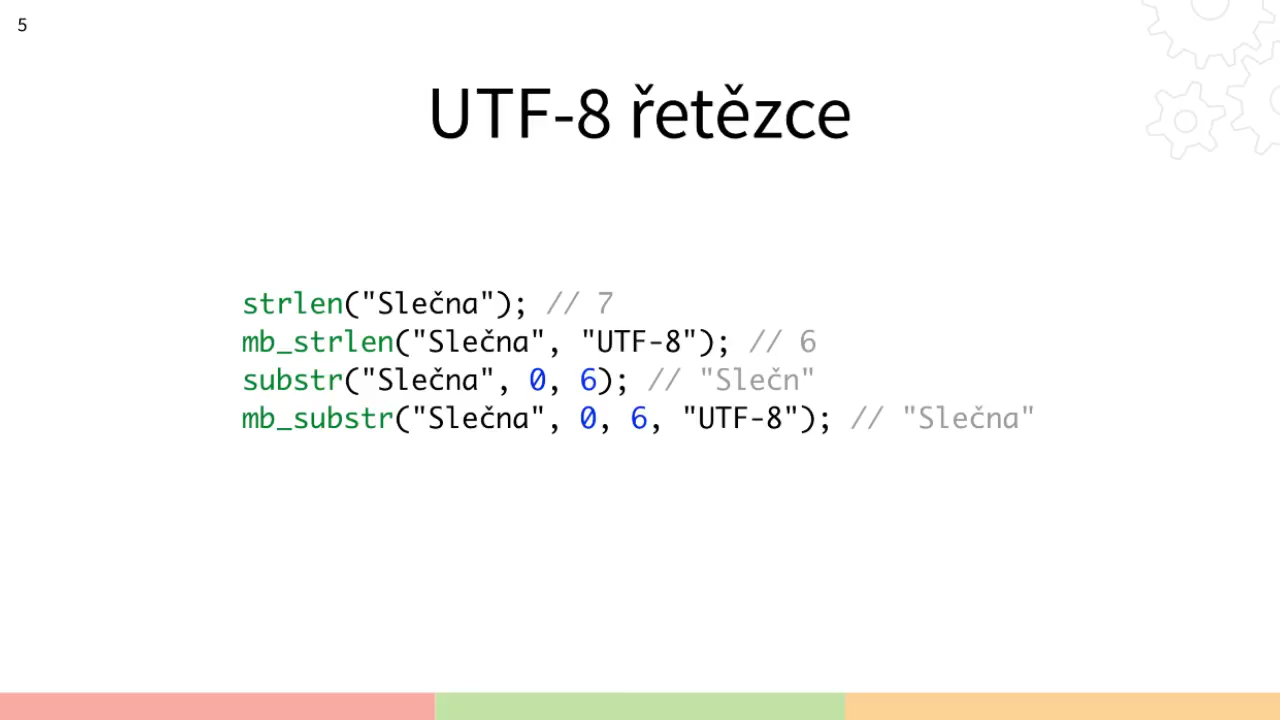 5
UTF-8 řetězce
strlen("Slečna"); // 7
mb_strlen("Slečna", "UTF-8"); // 6
substr("Slečna", 0, 6); // "Slečn"
mb_substr("Slečna", 0, 6, "UTF-8"); // "Slečna"